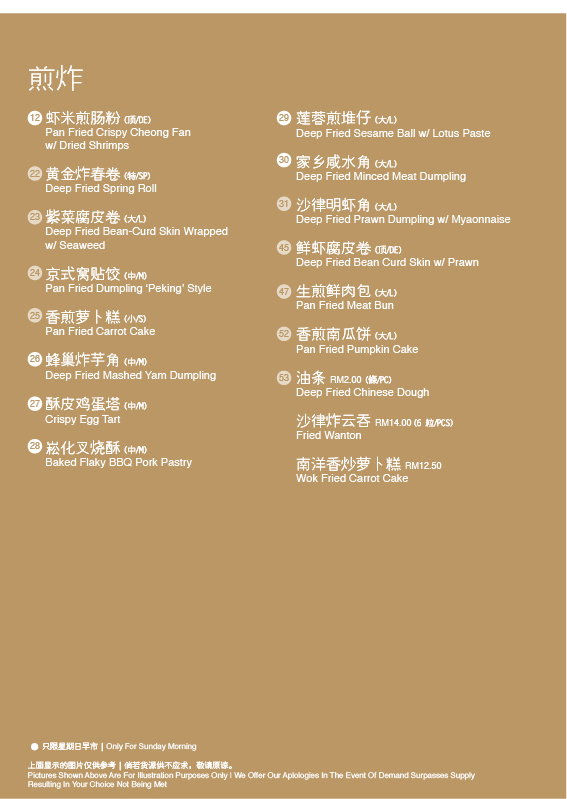 煎炸
12 虾米煎肠粉 (顶/DE)
Pan Fried Crispy Cheong Fan
w/ Dried Shrimps
22 黄金炸春卷 (特/SP)
Deep Fried Spring Roll
23 紫菜腐皮卷 (大/L)
Deep Fried Bean-Curd Skin Wrapped
w/ Seaweed
24 京式窝贴饺 (中/M)
Pan Fried Dumpling 'Peking' Style
25 香煎萝卜糕 (小/S)
Pan Fried Carrot Cake
26 蜂巢炸芋角 (中/M)
Deep Fried Mashed Yam Dumpling
27 酥皮鸡蛋塔 (中/M)
Crispy Egg Tart
28 崧化叉烧酥 (中/M)
Baked Flaky BBQ Pork Pastry
29 莲蓉煎堆仔 (大/L)
Deep Fried Sesame Ball w/ Lotus Paste
30 家乡咸水角 (大/L)
Deep Fried Minced Meat Dumpling
31 沙律明虾角 (大/L)
Deep Fried Prawn Dumpling w/ Myaonnaise
45 鲜虾腐皮卷 (顶/DE)
Deep Fried Bean Curd Skin w/ Prawn
47 生煎鲜肉包 (大/L)
Pan Fried Meat Bun
52 香煎南瓜饼 (大/L)
Pan Fried Pumpkin Cake
53 油条 RM2.00 (條/PC)
Deep Fried Chinese Dough
沙律炸云吞 RM14.00 (6 粒/PCS)
Fried Wanton
南洋香炒萝卜糕 RM12.50
Wok Fried Carrot Cake
只限星期日早市 | Only For Sunday Morning
上面显示的图片仅供参考 | 倘若货源供不应求，敬请原谅。
Pictures Shown Above Are For Illustration Purposes Only | We Offer Our Aplologies In The Event Of Demand Surpasses Supply
Resulting In Your Choice Not Being Met